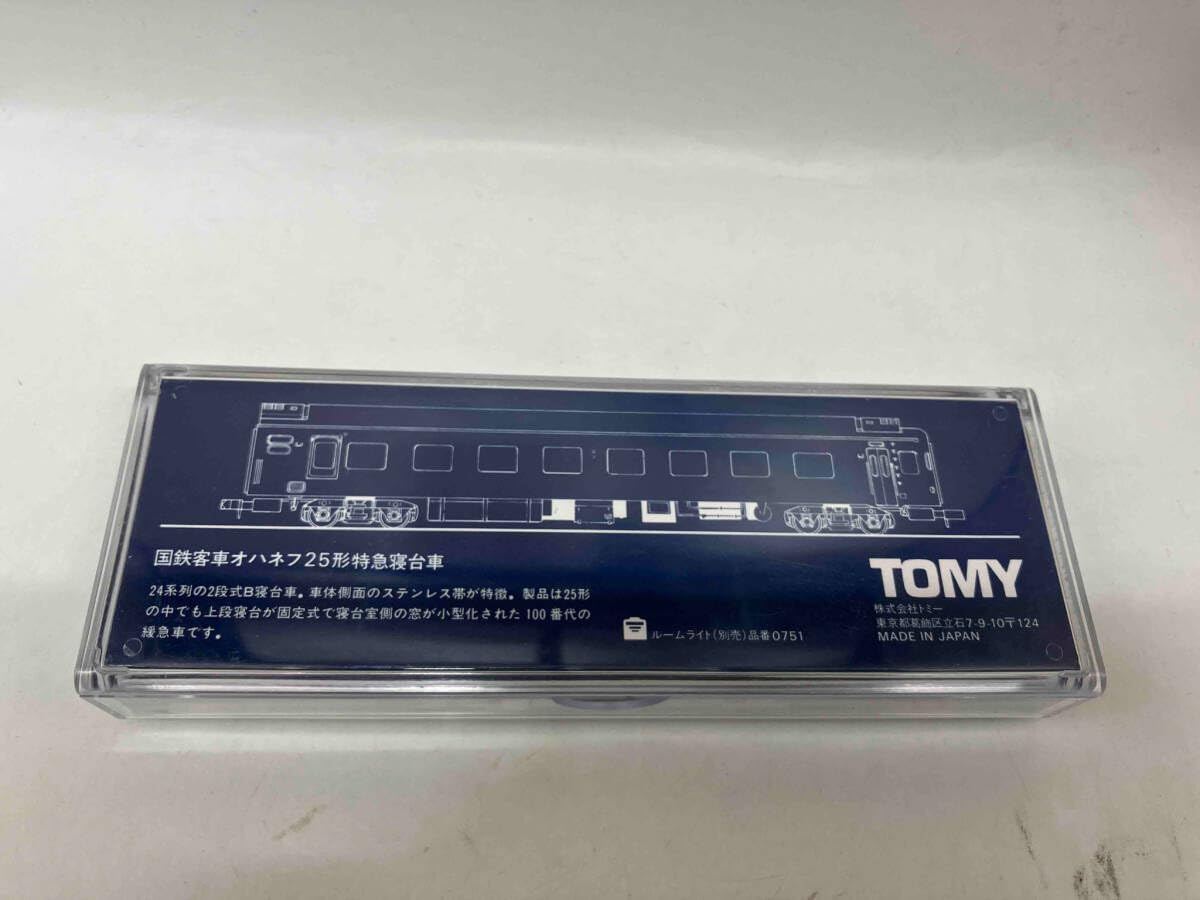 国鉄客車オハネフ25形特急寝台車
24系列の2段式B寝台車。車体側面のステンレス帯が特徴。製品は25形
の中でも上段寝台が固定式で寝台室側の窓が小型化された100番代の
緩急車です。
ルームライト(別売)品番0751
TOMY
株式会社トミー
東京都葛飾区立石7-9-10〒124
MADE IN JAPAN